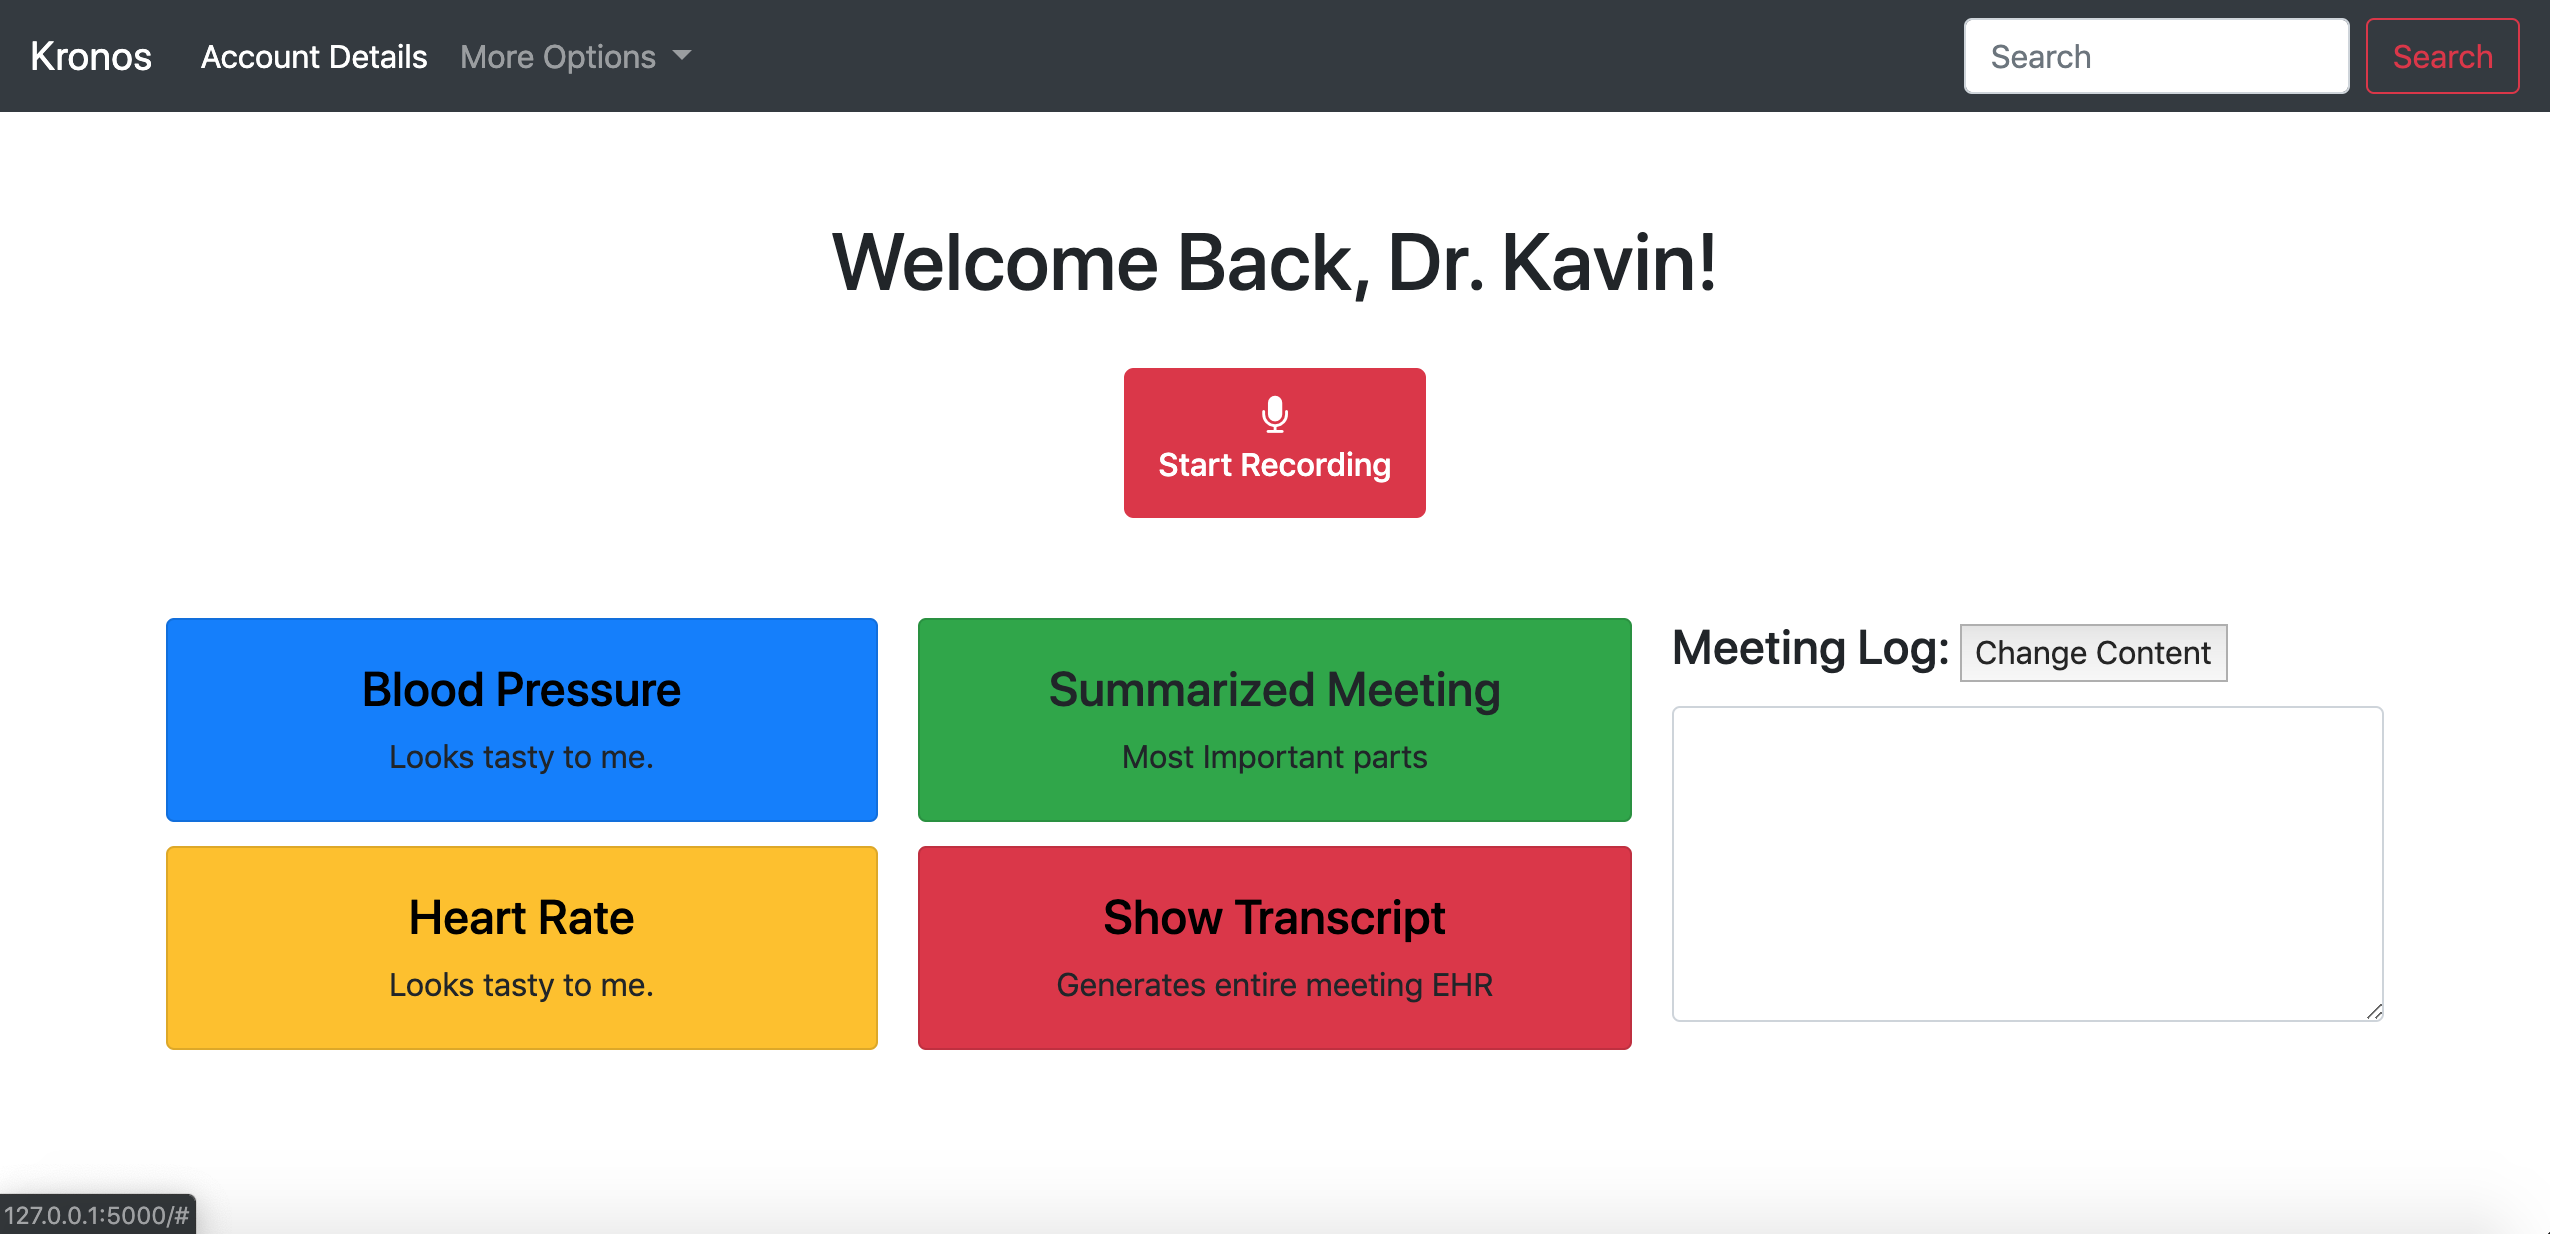 Kronos Account Details More Options Search Search
Welcome Back, Dr. Kavin!
Start Recording
Blood Pressure
Looks tasty to me.
Summarized Meeting
Most Important parts
Meeting Log: Change Content
Heart Rate
Looks tasty to me.
Show Transcript
Generates entire meeting EHR
127.0.0.1:5000/#